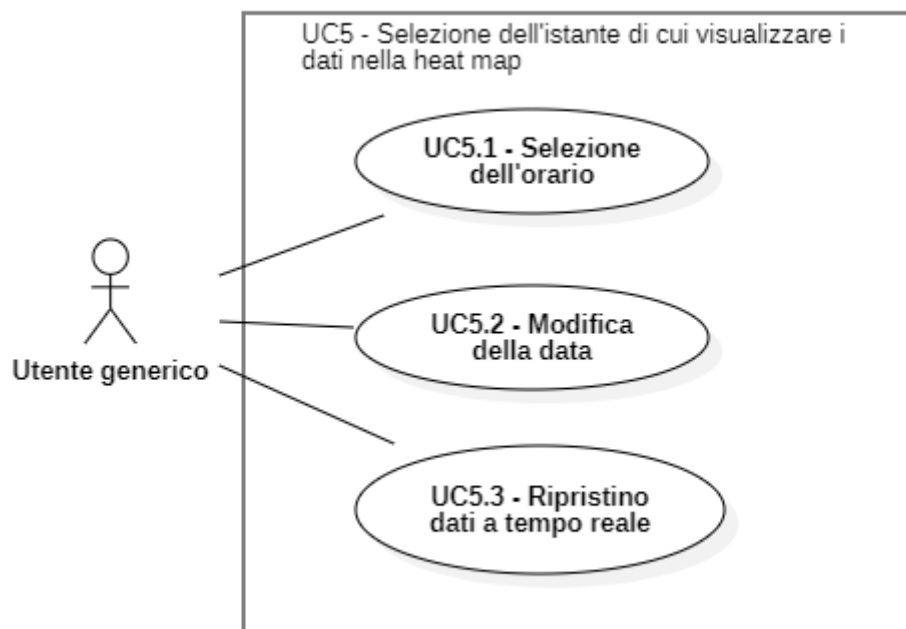 UC5 - Selezione dell'istante di cui visualizzare i
dati nella heat map
UC5.1 - Selezione
dell'orario
UC5.2 - Modifica
della data
Utente generico
UC5.3 - Ripristino
dati a tempo reale